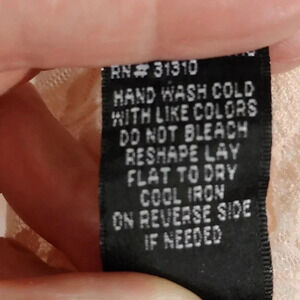 RN# 31310
HAND WASH COLD
WITH LIKE COLORS
DO NOT BLEACH
RESHAPE LAY
FLAT TO DRY
COOL IRON
ON REVERSE SIDE
IF NEEDED